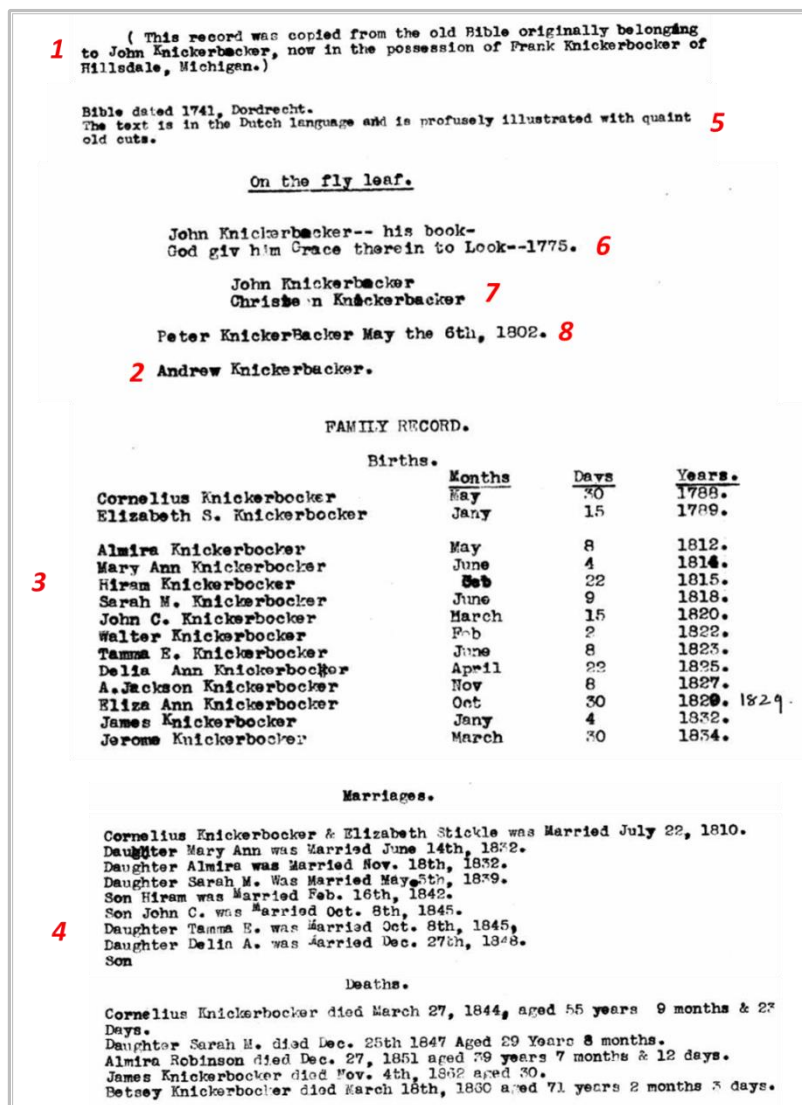 1 ( This record was copied from the old Bible originally belonging
to John Knickerbacker, now in the possession of Frank Knickerbocker of
Hillsdale, Michigan.)
Bible dated 1741, Dordrecht.
The text is in the Dutch language and is profusely illustrated with quaint 5
old cuts.
On the fly leaf.
John Knickerbacker-- his book-
God giv him Grace therein to Look--1775. 6
John Knickerbacker
Christe n Knickerbacker 7
Peter KnickerBacker May the 6th, 1802. 8
2 Andrew Knickerbacker.
FAMILY RECORD.
Births.
Months Days Years.
Cornelius Knickerbocker May 30 1788.
Elizabeth S. Knickerbocker Jany 15 1789.
Almira Knickerbocker May 8 1812.
Mary Ann Knickerbocker June 4 1814.
3 Hiram Knickerbocker 22 1815.
Sarah M. Knickerbocker June 9 1818.
John C. Knickerbocker March 15 1820.
Walter Knickerbocker Feb 2 1822.
Tamma E. Knickerbocker June 8 1823.
Delia Ann Knickerbocker April 22 1825.
A.Jackson Knickerbocker Nov 8 1827.
Eliza Ann Knickerbocker Oct 30 1829. 1829.
James Knickerbocker Jany 4 1832.
Jerome Knickerbocker March 30 1834.
Marriages.
Cornelius Knickerbocker & Elizabeth Stickle was Married July 22, 1810.
Daughter Mary Ann was Married June 14th, 1832.
Daughter Almira was Married Nov. 18th, 1832.
Daughter Sarah M. Was Married May 5th, 1839.
Son Hiram was Married Feb. 16th, 1842.
Son John C. was Married Oct. 8th, 1845.
4 Daughter Tamma E. was Married Oct. 8th, 1845,
Daughter Delia A. was Married Dec. 27th, 1848.
Son
Deaths.
Cornelius Knickerbocker died March 27, 1844, aged 55 years 9 months & 27
Days.
Daughter Sarah M. died Dec. 25th 1847 Aged 29 Years 8 months.
Almira Robinson died Dec. 27, 1851 aged 39 years 7 months & 12 days.
James Knickerbocker died Nov. 4th, 1862 aged 30.
Betsey Knickerbocker died March 18th, 1860 aged 71 years 2 months 3 days.